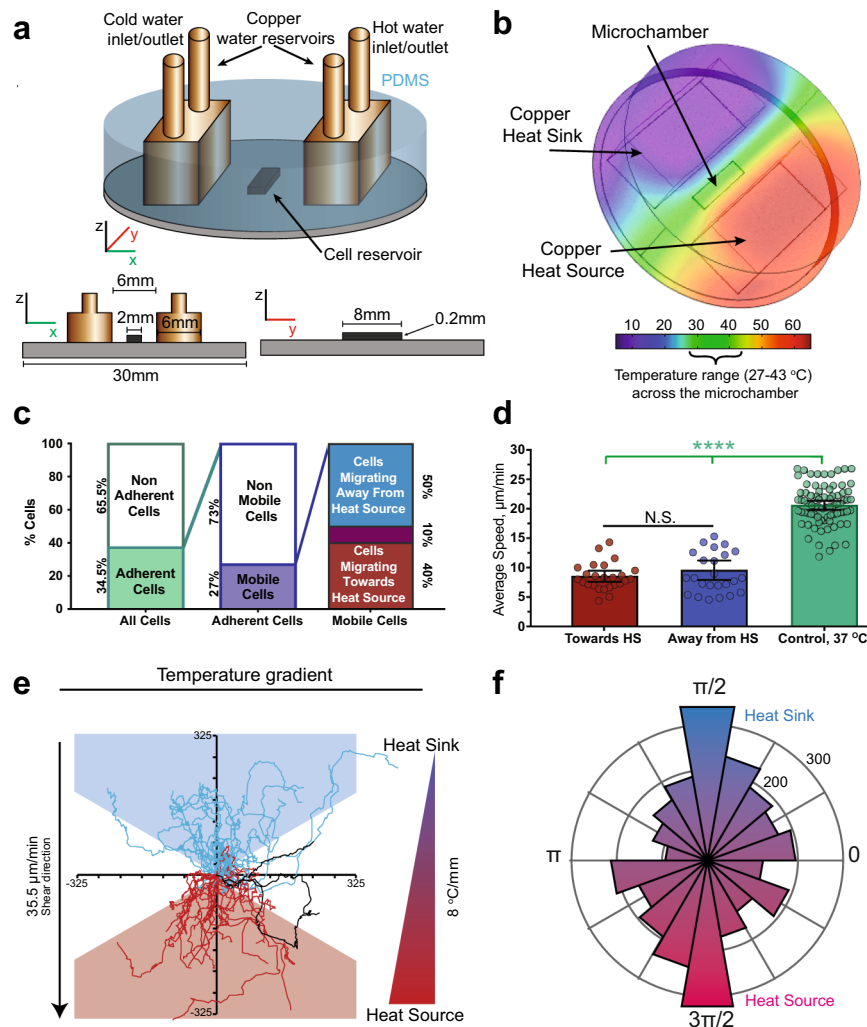 a
Cold water
inlet/outlet
Copper
water reservoirs
Hot water
inlet/outlet
PDMS
Cell reservoir
z
y
x
6mm
z
x
2mm
6mm
30mm
z
y
8mm
0.2mm
b
Microchamber
Copper
Heat Sink
Copper
Heat Source
10 20 30 40 50 60
Temperature range (27-43 °C)
across the microchamber
c
% Cells
100
80
60
40
20
0
65.5%
Non
Adherent
Cells
34.5%
Adherent
Cells
73%
Non
Mobile
Cells
27%
Mobile
Cells
Cells
Migrating
Away From
Heat Source
Cells
Migrating
Towards
Heat Source
50%
10%
40%
All Cells
Adherent Cells
Mobile Cells
d
Average Speed, μm/min
30
25
20
15
10
5
0
****
N.S.
Towards HS
Away from HS
Control, 37 °C
e
Temperature gradient
35.5 μm/min
Shear direction
325
-325
325
-325
Heat Sink
8 °C/mm
Heat Source
f
π/2
Heat Sink
300
200
π
0
Heat Source
3π/2